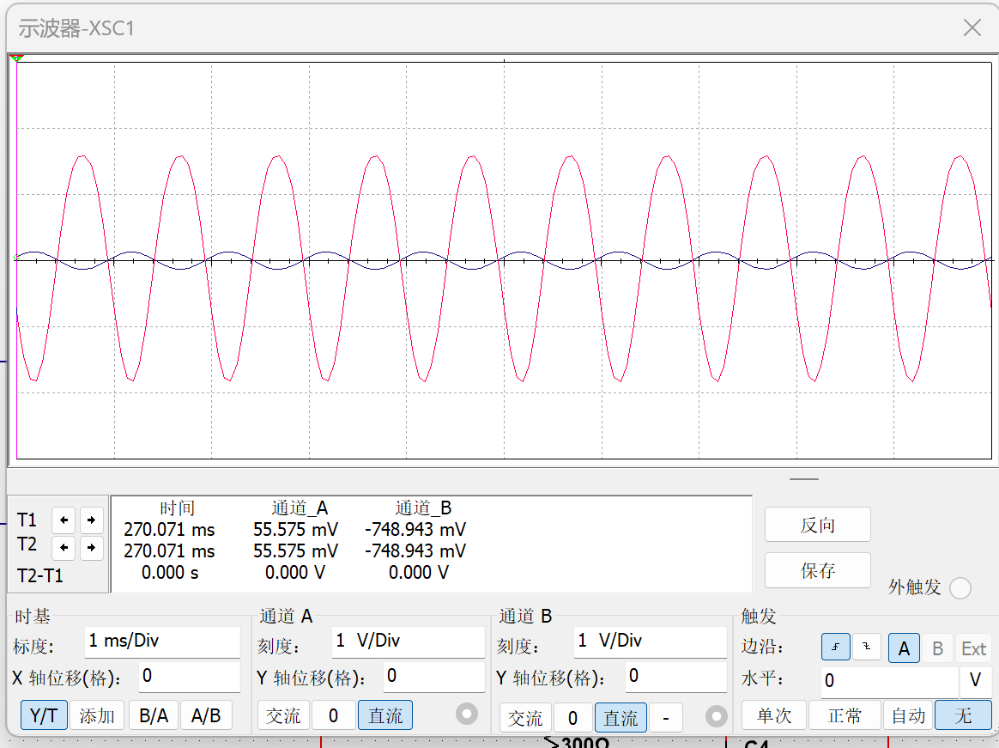 示波器-XSC1
时间 通道_A 通道_B
T1 270.071 ms 55.575 mV -748.943 mV
T2 270.071 ms 55.575 mV -748.943 mV
T2-T1 0.000 s 0.000 V 0.000 V
反向
保存
外触发
时基
标度: 1 ms/Div
X 轴位移(格): 0
Y/T 添加 B/A A/B
通道 A
刻度: 1 V/Div
Y 轴位移(格): 0
交流 0 直流
通道 B
刻度: 1 V/Div
Y 轴位移(格): 0
交流 0 直流 -
触发
边沿: A B Ext
水平: 0 V
单次 正常 自动 无
300Ω
C4